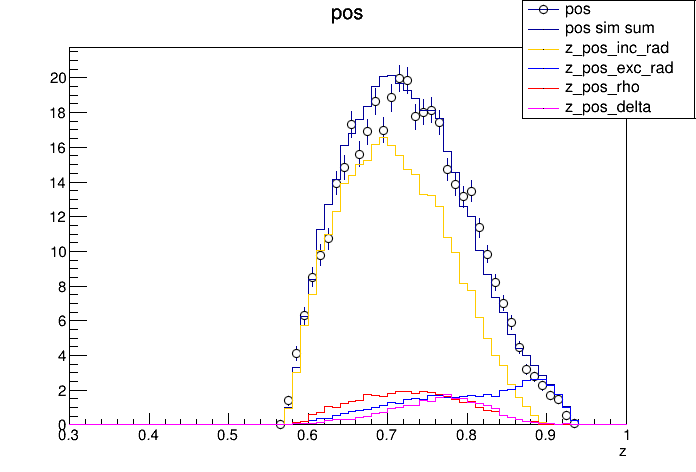 pos
pos
pos sim sum
z_pos_inc_rad
z_pos_exc_rad
z_pos_rho
z_pos_delta
20
18
16
14
12
10
8
6
4
2
0
0.3 0.4 0.5 0.6 0.7 0.8 0.9 1
z